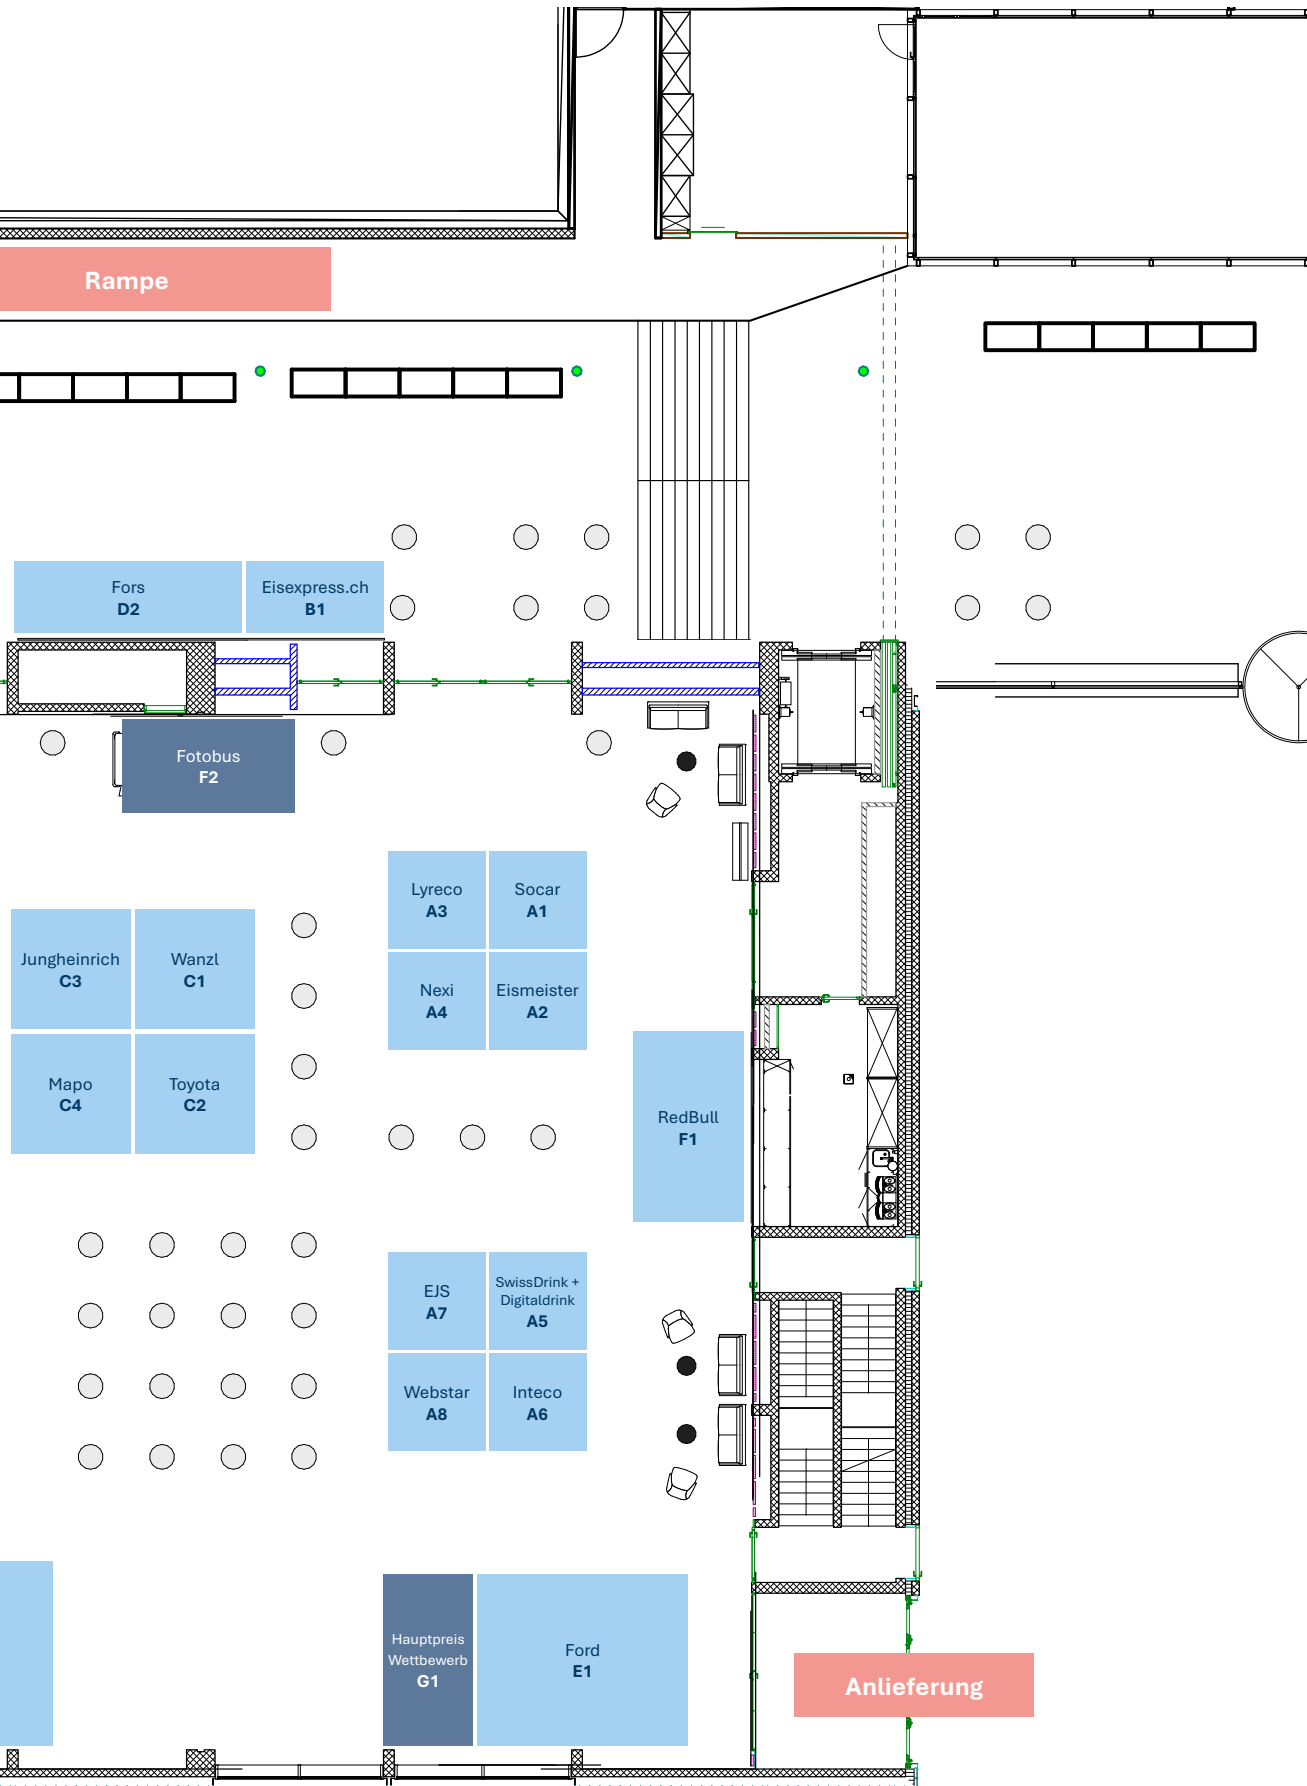 Rampe
Fors
D2
Eisexpress.ch
B1
Fotobus
F2
Lyreco
A3
Socar
A1
Jungheinrich
C3
Wanzl
C1
Nexi
A4
Eismeister
A2
Mapo
C4
Toyota
C2
RedBull
F1
EJS
A7
SwissDrink +
Digitaldrink
A5
Webstar
A8
Inteco
A6
Hauptpreis
Wettbewerb
G1
Ford
E1
Anlieferung